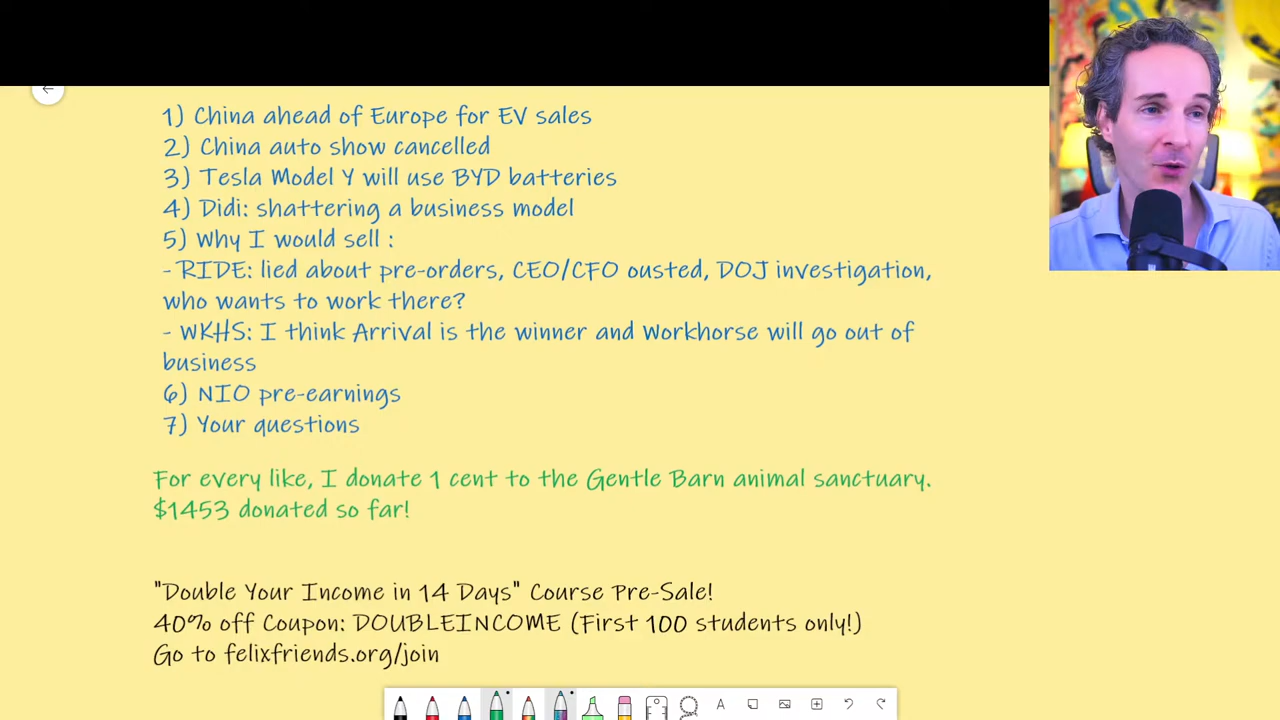 1) China ahead of Europe for EV sales
2) China auto show cancelled
3) Tesla Model Y will use BYD batteries
4) Didi: shattering a business model
5) Why I would sell :
- RIDE: lied about pre-orders, CEO/CFO ousted, DOJ investigation,
who wants to work there?
- WKHS: I think Arrival is the winner and Workhorse will go out of
business
6) NIO pre-earnings
7) Your questions
For every like, I donate 1 cent to the Gentle Barn animal sanctuary.
$1453 donated so far!
"Double Your Income in 14 Days" Course Pre-Sale!
40% off Coupon: DOUBLEINCOME (First 100 students only!)
Go to felixfriends.org/join
A